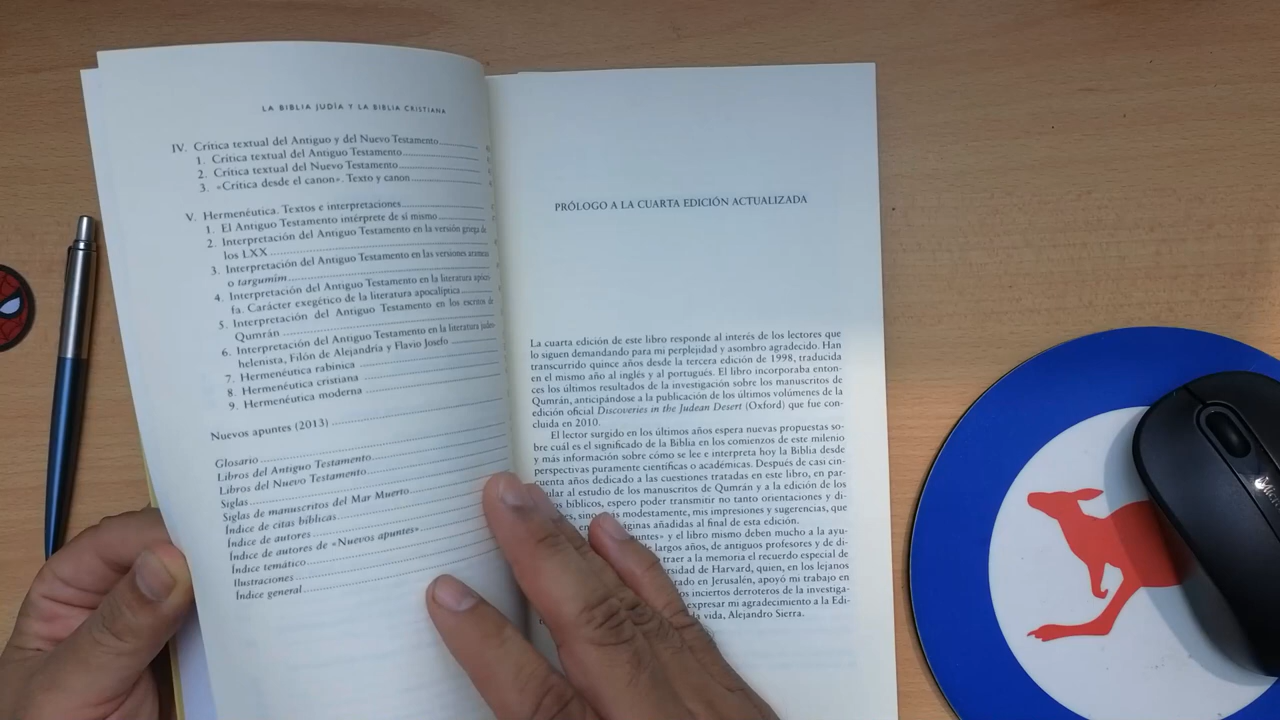 LA BIBLIA JUDÍA Y LA BIBLIA CRISTIANA
IV. Crítica textual del Antiguo y del Nuevo Testamento
1. Crítica textual del Antiguo Testamento
2. Crítica textual del Nuevo Testamento
3. «Crítica desde el canon». Texto y canon
V. Hermenéutica. Textos e interpretaciones
1. El Antiguo Testamento intérprete de sí mismo
2. Interpretación del Antiguo Testamento en la versión griega de
los LXX
3. Interpretación del Antiguo Testamento en las versiones arameas
o targumim
4. Interpretación del Antiguo Testamento en la literatura apócri-
fa. Carácter exegético de la literatura apocalíptica
5. Interpretación del Antiguo Testamento en los escritos de
Qumrán
6. Interpretación del Antiguo Testamento en la literatura judeo-
helenista, Filón de Alejandría y Flavio Josefo
7. Hermenéutica rabínica
8. Hermenéutica cristiana
9. Hermenéutica moderna
Nuevos apuntes (2013)
Glosario
Libros del Antiguo Testamento
Libros del Nuevo Testamento
Siglas
Siglas de manuscritos del Mar Muerto
Índice de citas bíblicas
Índice de autores
Índice de autores de «Nuevos apuntes»
Índice temático
Ilustraciones
Índice general
PRÓLOGO A LA CUARTA EDICIÓN ACTUALIZADA
La cuarta edición de este libro responde al interés de los lectores que
lo siguen demandando para mi perplejidad y asombro agradecido. Han
transcurrido quince años desde la tercera edición de 1998, traducida
en el mismo año al inglés y al portugués. El libro incorporaba enton-
ces los últimos resultados de la investigación sobre los manuscritos de
Qumrán, anticipándose a la publicación de los últimos volúmenes de la
edición oficial Discoveries in the Judean Desert (Oxford) que fue con-
cluida en 2010.
El lector surgido en los últimos años espera nuevas propuestas so-
bre cuál es el significado de la Biblia en los comienzos de este milenio
y más información sobre cómo se lee e interpreta hoy la Biblia desde
perspectivas puramente científicas o académicas. Después de casi cin-
cuenta años dedicado a las cuestiones tratadas en este libro, en par-
ular al estudio de los manuscritos de Qumrán y a la edición de los
os bíblicos, espero poder transmitir no tanto orientaciones y di-
es, sino más modestamente, mis impresiones y sugerencias, que
en páginas añadidas al final de esta edición.
untes» y el libro mismo deben mucho a la ayu-
de largos años, de antiguos profesores y de di-
traer a la memoria el recuerdo especial de
ersidad de Harvard, quien, en los lejanos
rado en Jerusalén, apoyó mi trabajo en
los inciertos derroteros de la investiga-
expresar mi agradecimiento a la Edi-
da vida, Alejandro Sierra.